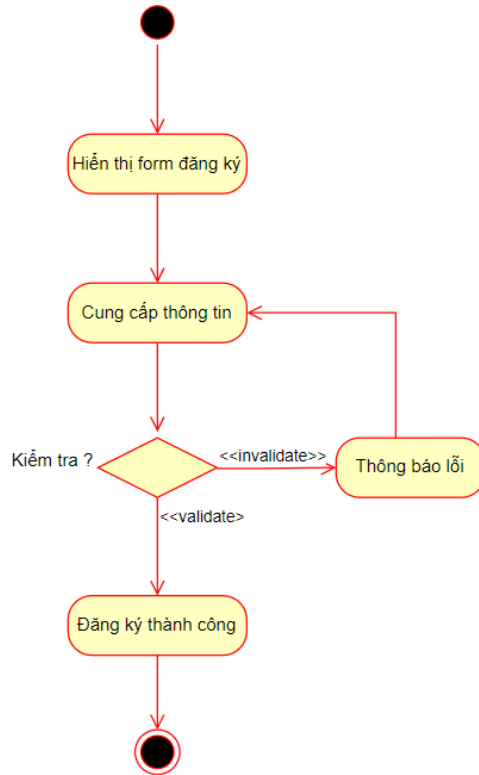 Hiển thị form đăng ký
Cung cấp thông tin
Kiểm tra ?
<<invalidate>>
Thông báo lỗi
<<validate>
Đăng ký thành công